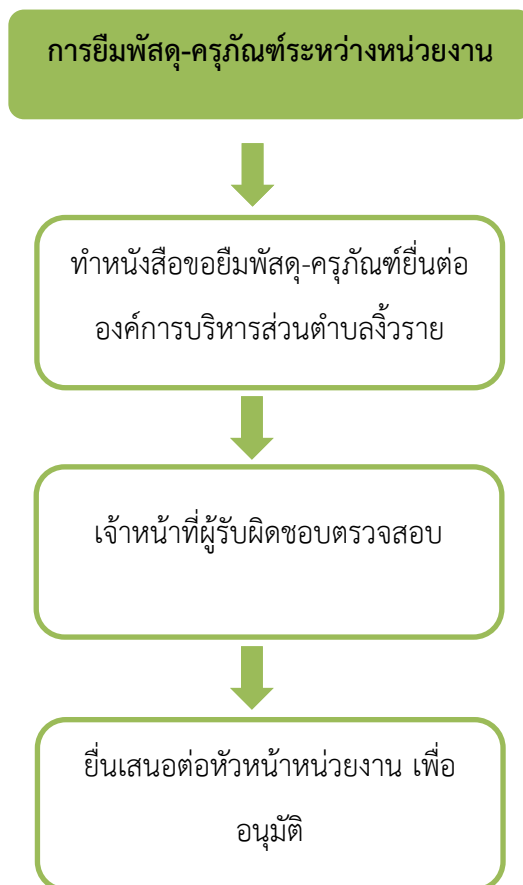 การยืมพัสดุ-ครุภัณฑ์ระหว่างหน่วยงาน
ทำหนังสือขอยืมพัสดุ-ครุภัณฑ์ยื่นต่อ
องค์การบริหารส่วนตำบลงิ้วราย
เจ้าหน้าที่ผู้รับผิดชอบตรวจสอบ
ยื่นเสนอต่อหัวหน้าหน่วยงาน เพื่อ
อนุมัติ